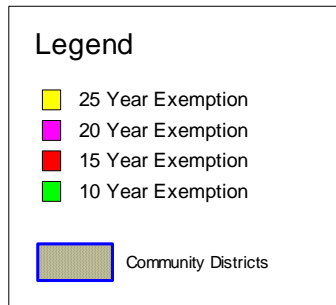 Legend
25 Year Exemption
20 Year Exemption
15 Year Exemption
10 Year Exemption
Community Districts